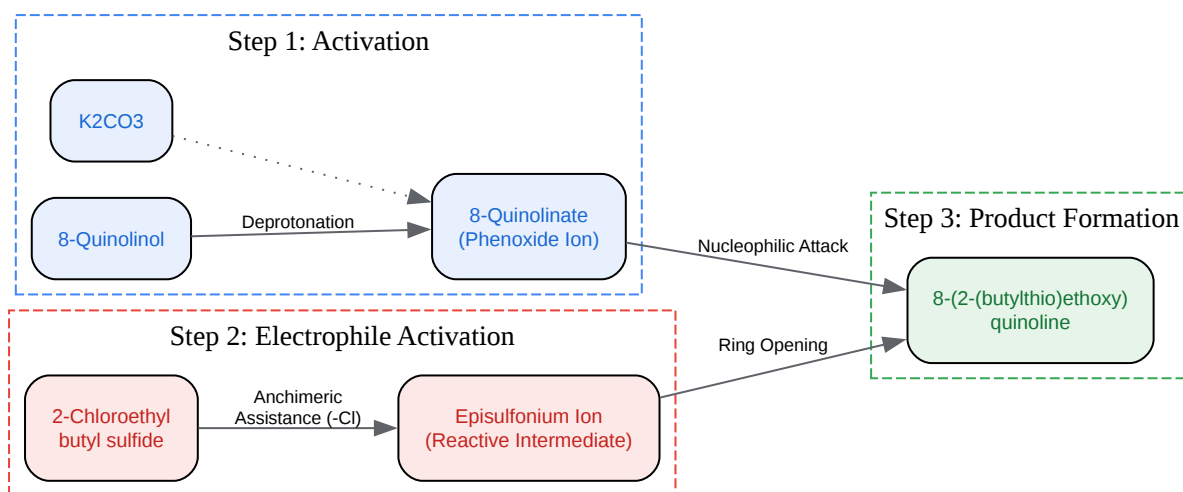 Step 1: Activation
K2CO3
8-Quinolinol
Deprotonation
8-Quinolinate
(Phenoxide Ion)
Nucleophilic Attack
Step 2: Electrophile Activation
2-Chloroethyl
butyl sulfide
Anchimeric
Assistance (-Cl)
Episulfonium Ion
(Reactive Intermediate)
Ring Opening
Step 3: Product Formation
8-(2-(butylthio)ethoxy)
quinoline